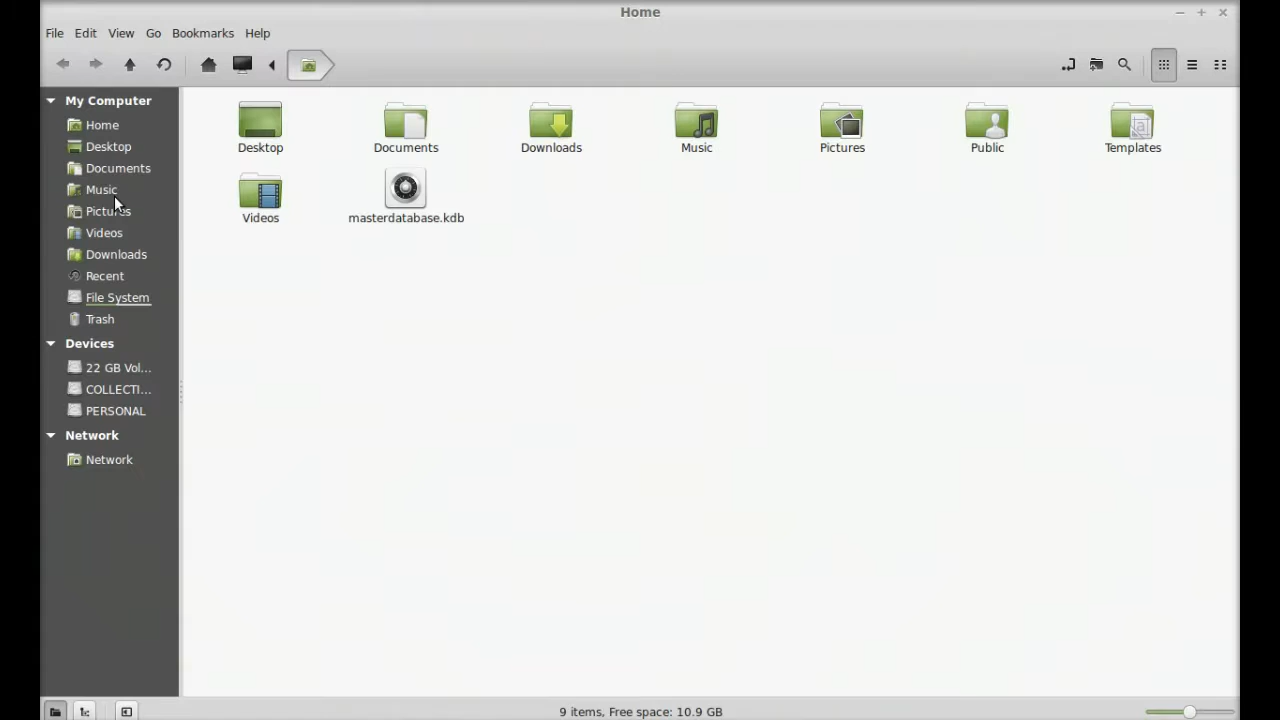 Home
File Edit View Go Bookmarks Help
My Computer
Home
Desktop
Documents
Music
Pictures
Videos
Downloads
Recent
File System
Trash
Devices
22 GB Vol...
COLLECTI...
PERSONAL
Network
Network
Desktop Documents Downloads Music Pictures Public Templates
Videos masterdatabase.kdb
9 items, Free space: 10.9 GB